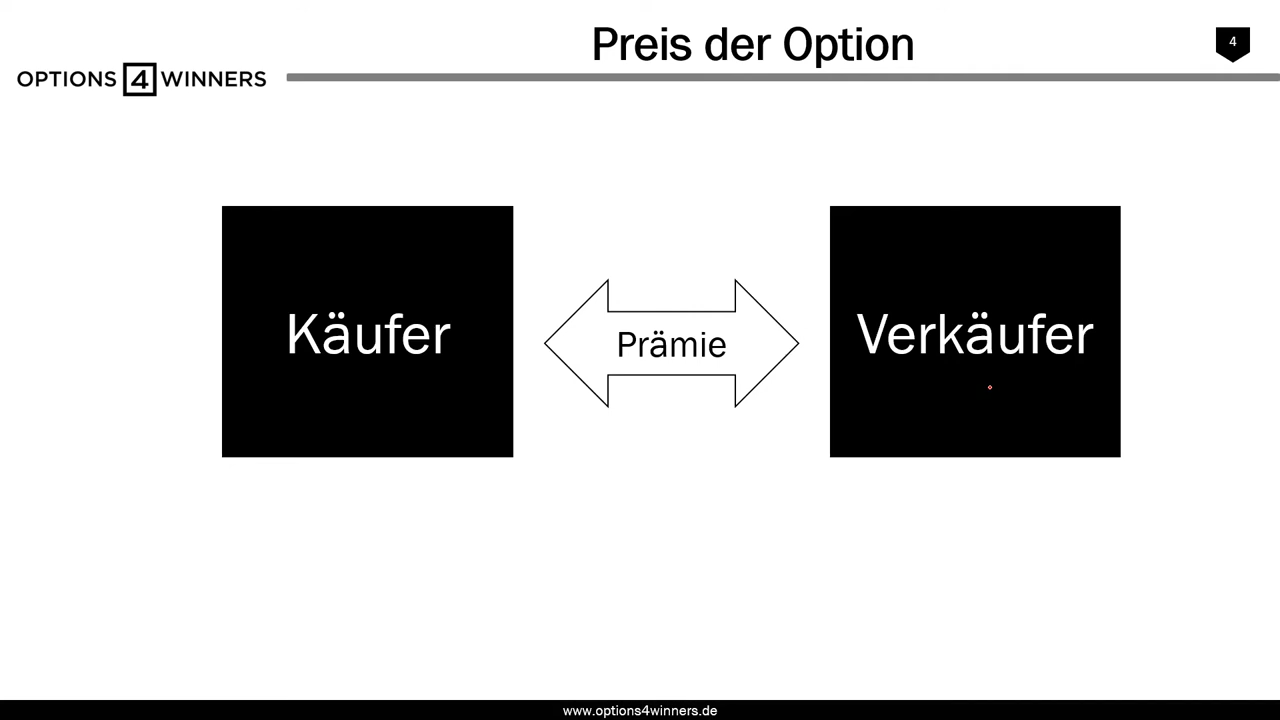 Preis der Option
4
OPTIONS 4 WINNERS
Käufer
Prämie
Verkäufer
www.options4winners.de